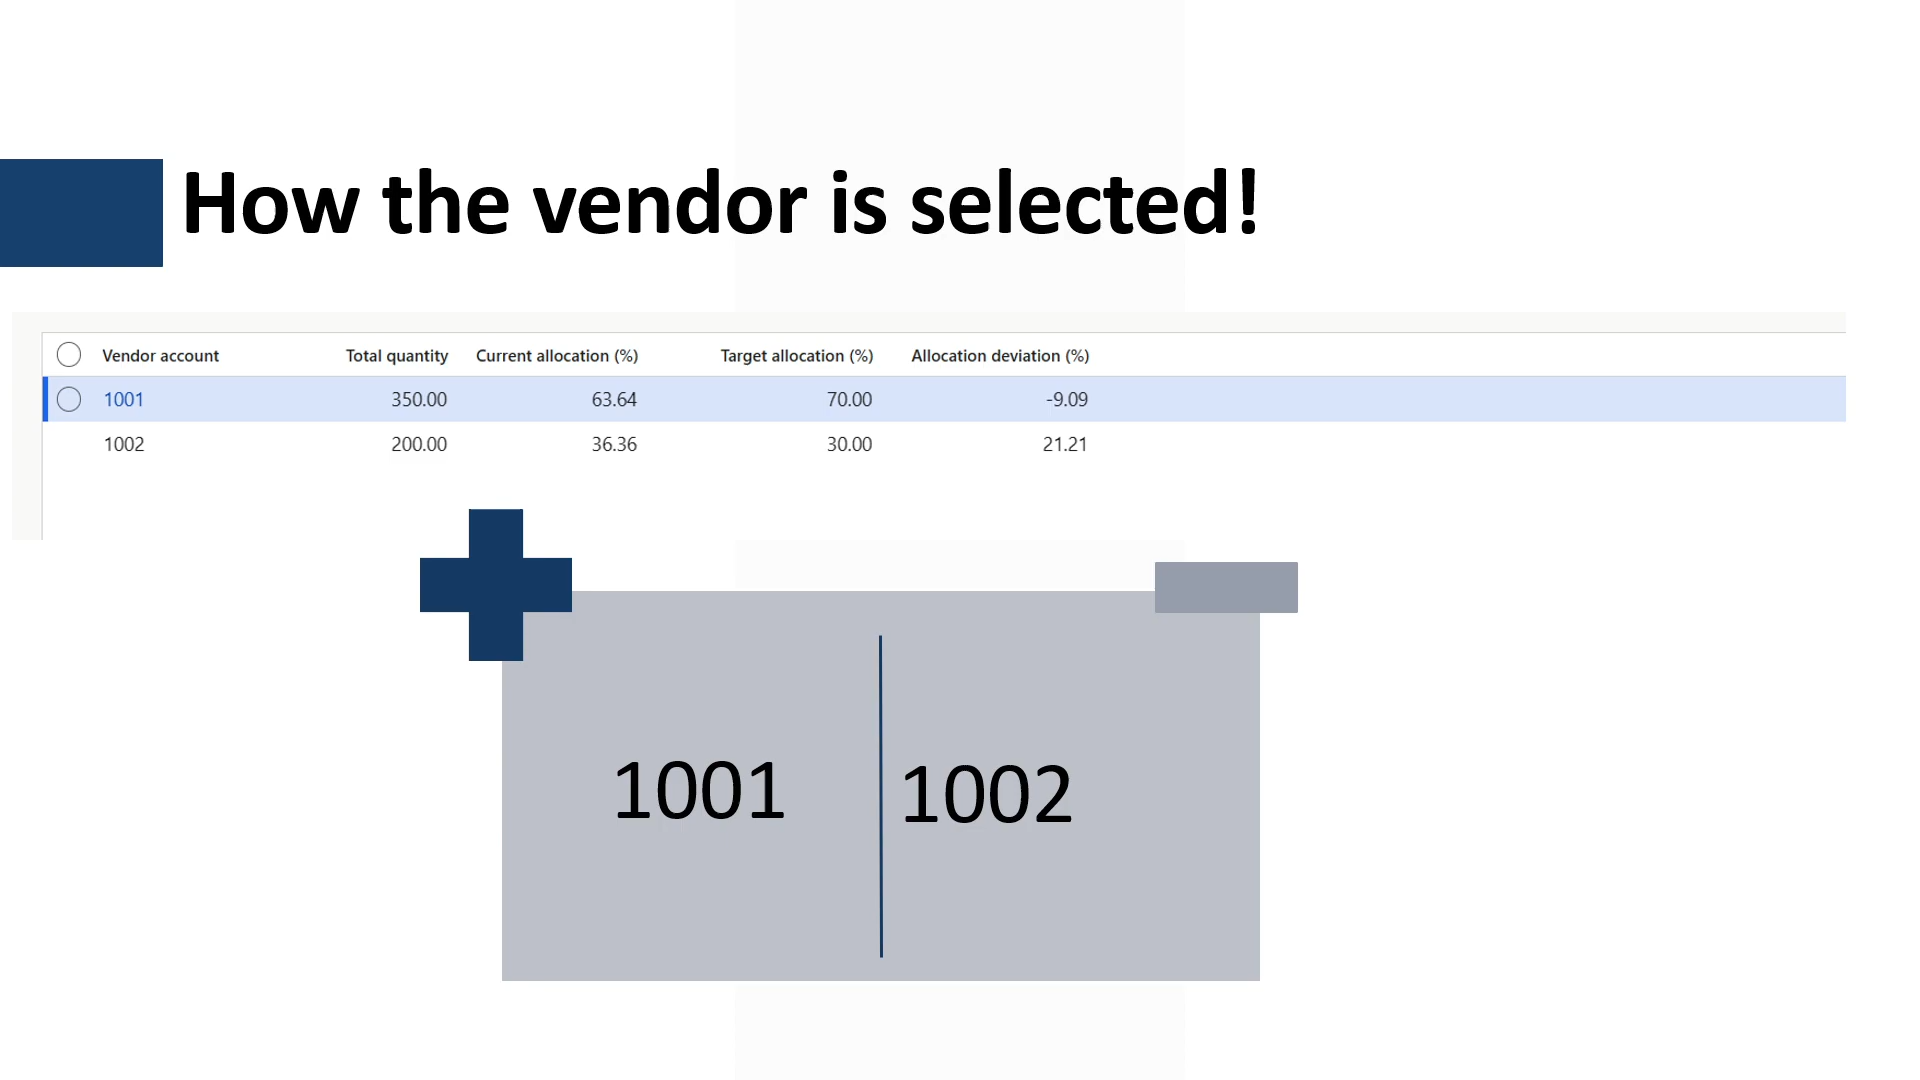 How the vendor is selected!
Vendor account Total quantity Current allocation (%) Target allocation (%) Allocation deviation (%)
1001 350.00 63.64 70.00 -9.09
1002 200.00 36.36 30.00 21.21
1001 1002